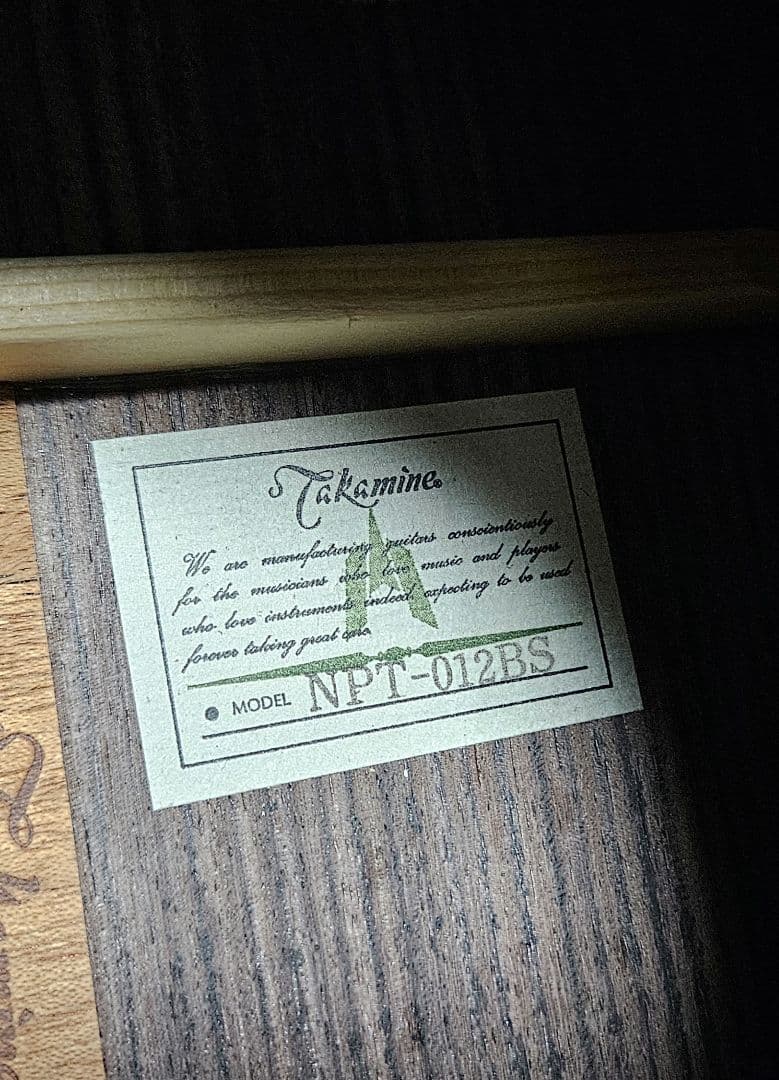 Takamine®
We are manufacturing guitars conscientiously
for the musicians who love music and players
who love instruments indeed, expecting to be used
forever taking great care.
● MODEL NPT-012BS